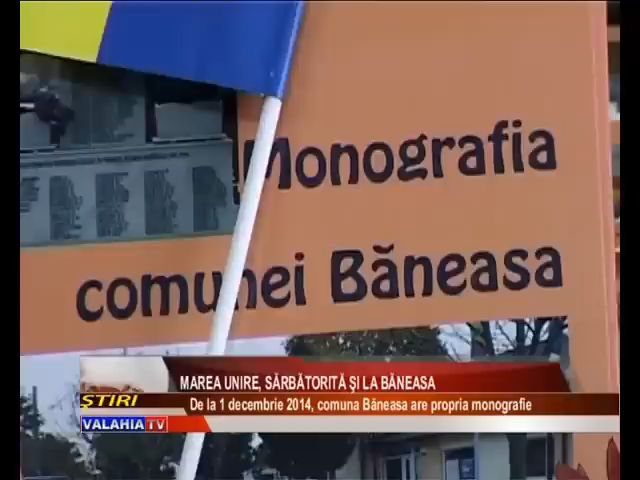 Monografia
comunei Băneasa
MAREA UNIRE, SĂRBĂTORITĂ ŞI LA BĂNEASA
ŞTIRI
De la 1 decembrie 2014, comuna Băneasa are propria monografie
VALAHIA TV